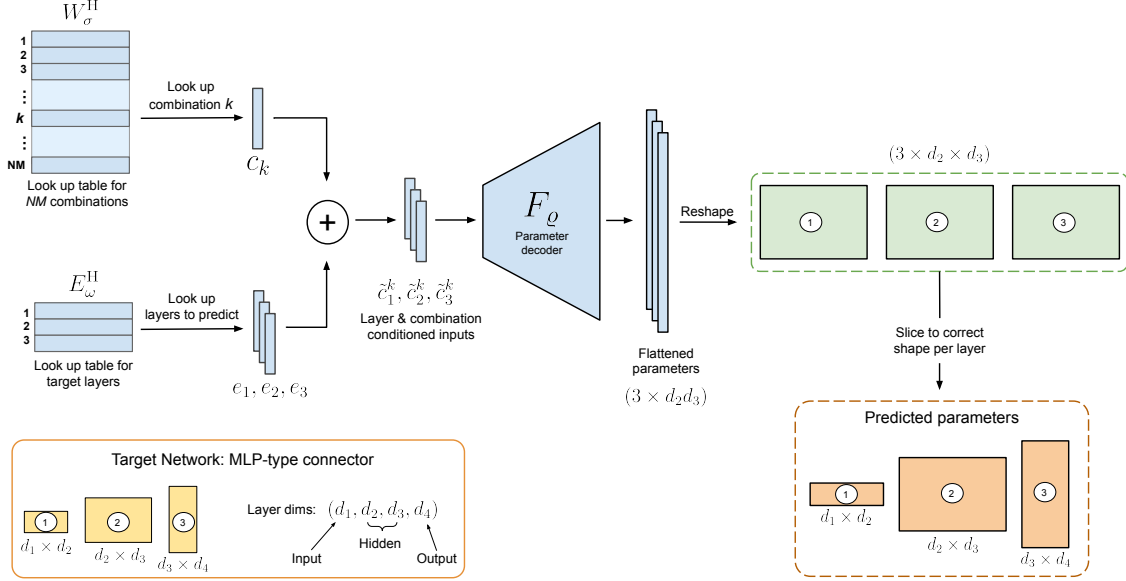 W_σ^H
1
2
3
⋮
k
⋮
NM
Look up table for
NM combinations
Look up
combination k
c_k
E_ω^H
1
2
3
Look up table for
target layers
Look up
layers to predict
e_1, e_2, e_3
+
c̃_1^k, c̃_2^k, c̃_3^k
Layer & combination
conditioned inputs
F_ϱ
Parameter
decoder
Flattened
parameters
(3 × d_2d_3)
Reshape
(3 × d_2 × d_3)
1
2
3
Slice to correct
shape per layer
Predicted parameters
1
2
3
d_1 × d_2
d_2 × d_3
d_3 × d_4
Target Network: MLP-type connector
1
2
3
d_1 × d_2
d_2 × d_3
d_3 × d_4
Layer dims: (d_1, d_2, d_3, d_4)
Input
Hidden
Output